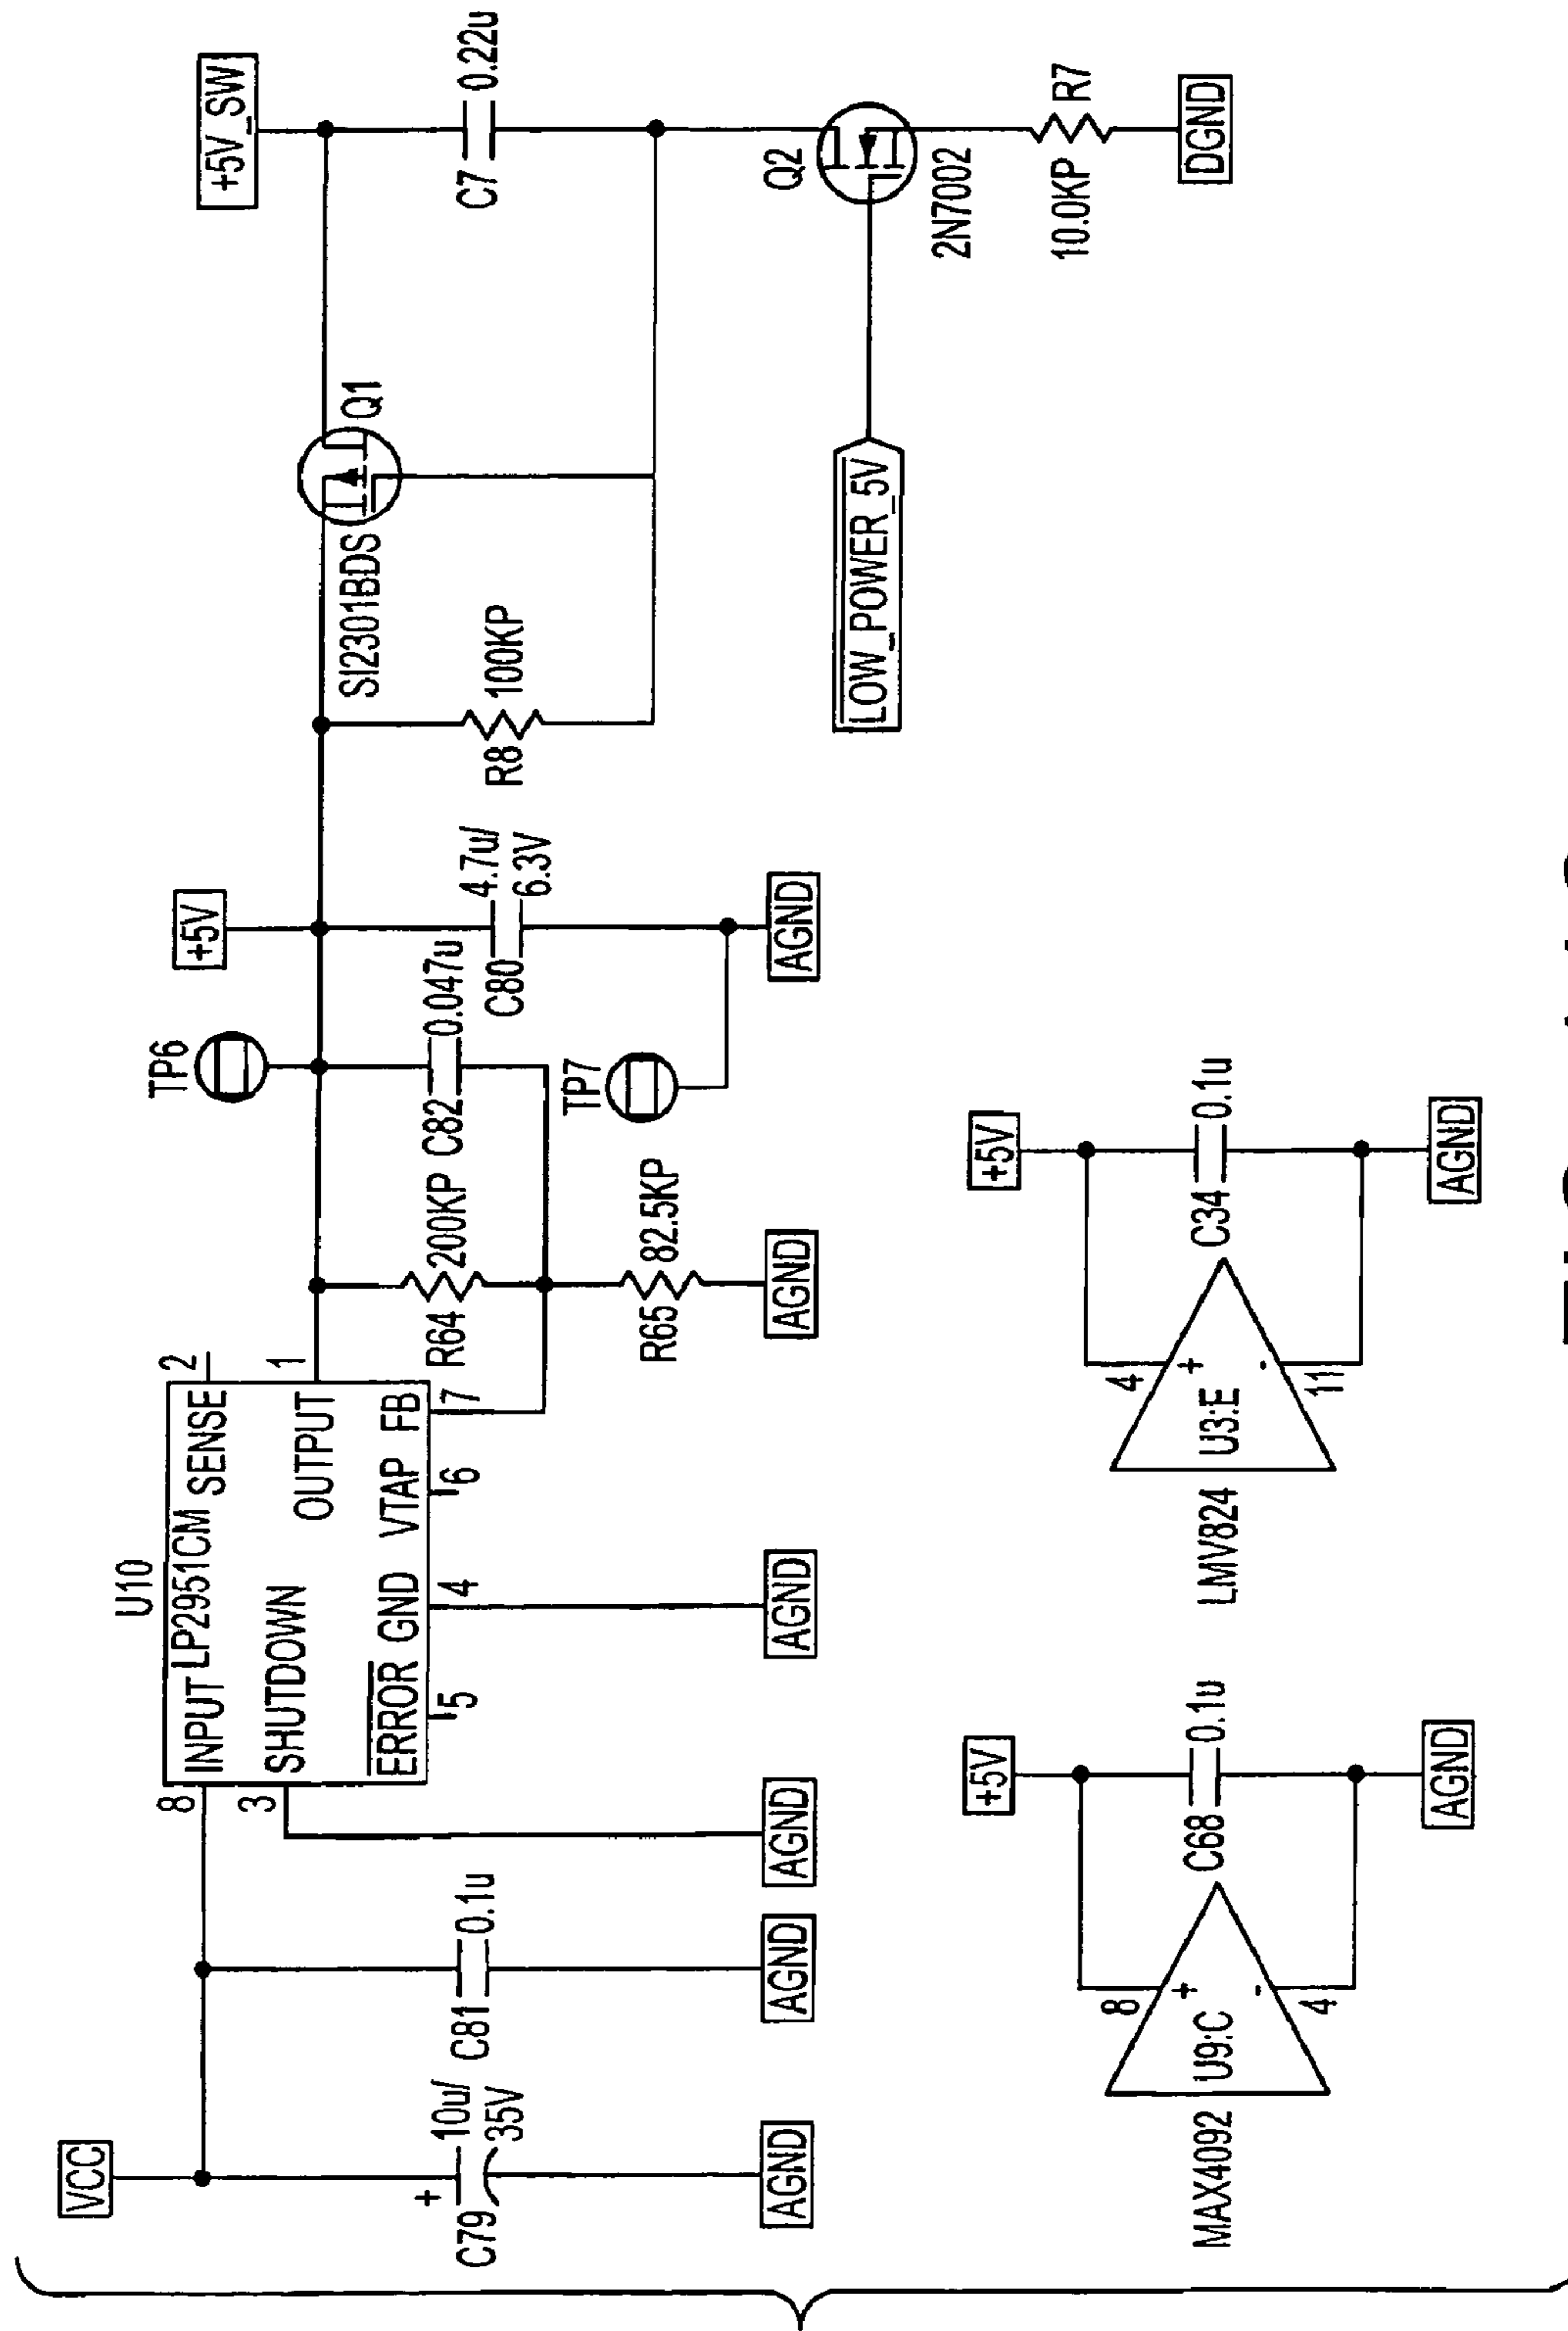 VCC
+
C79
10u/
35V
AGND
C81
0.1u
AGND
U10
LP2951CM
8
INPUT
SENSE
2
3
SHUTDOWN
OUTPUT
1
ERROR
GND
VTAP
FB
5
4
6
7
AGND
AGND
R64
200KP
R65
82.5KP
AGND
TP6
C82
0.047u
TP7
+5V
C80
4.7u/
6.3V
AGND
R8
100KP
SI2301BDS
Q1
+5V_SW
C7
0.22u
Q2
2N7002
LOW_POWER_5V
10.0KP
R7
DGND
MAX4092
U9:C
8
+
-
4
+5V
C68
0.1u
AGND
LMV824
U3:E
4
+
-
11
+5V
C34
0.1u
AGND